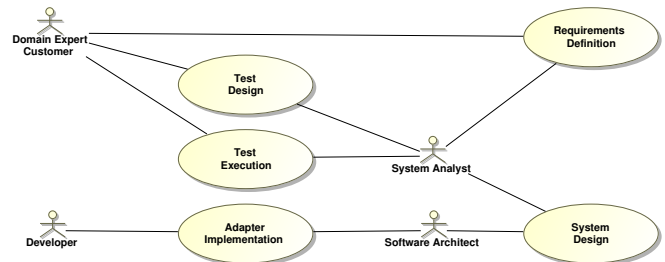 Domain Expert
Customer
Requirements
Definition
Test
Design
Test
Execution
System Analyst
Developer
Adapter
Implementation
Software Architect
System
Design